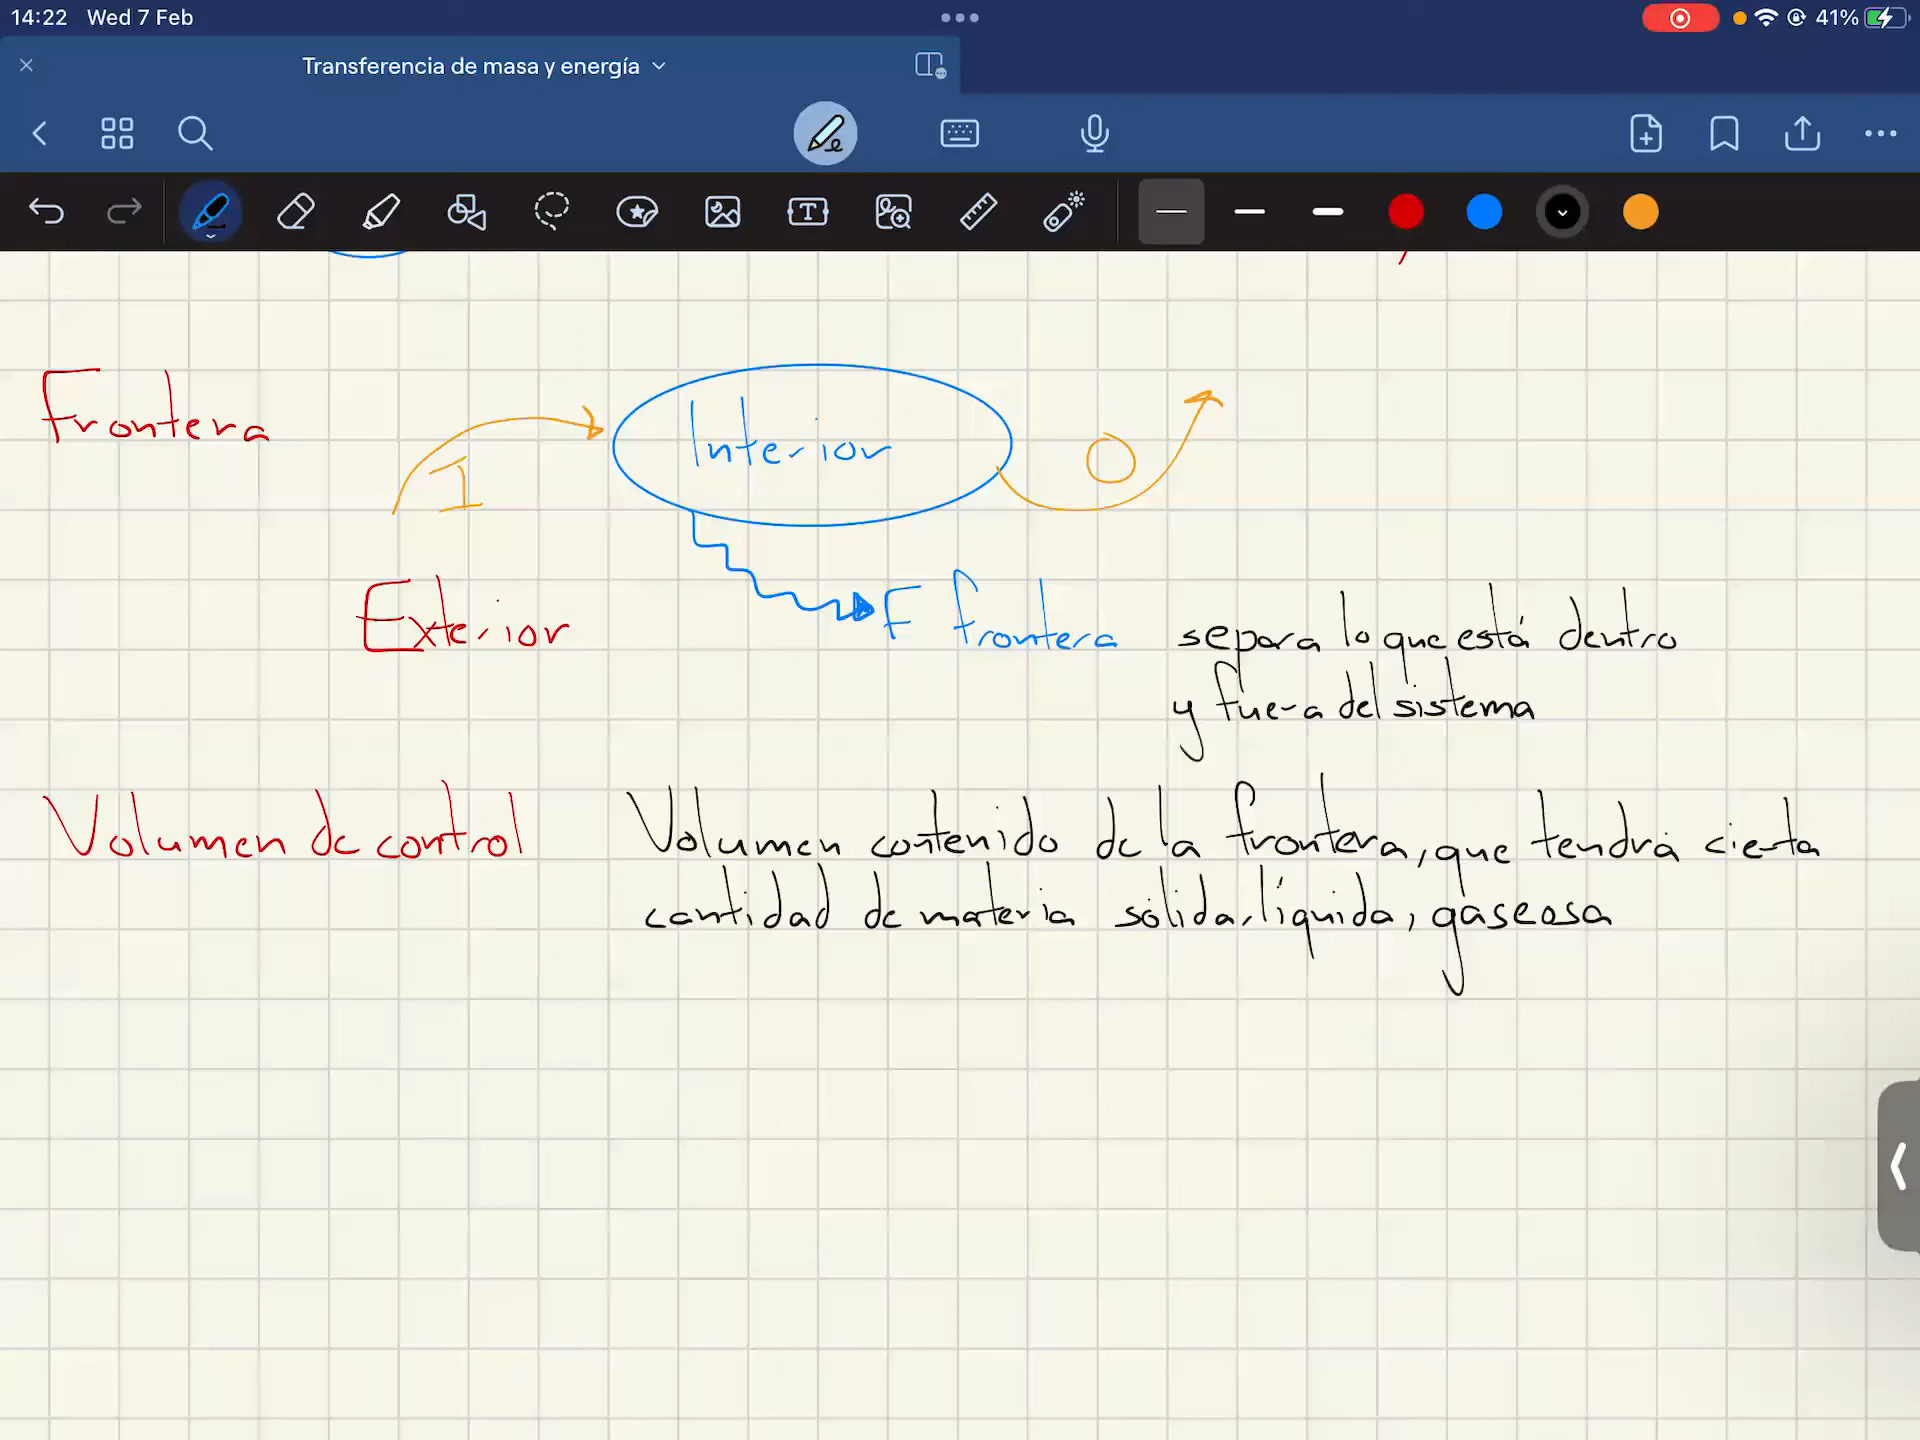 14:22 Wed 7 Feb
41%
Transferencia de masa y energía
Frontera
Interior
I
O
Exterior
F frontera
separa lo que está dentro
y fuera del sistema
Volumen de control
Volumen contenido de la frontera, que tendrá cierta
cantidad de materia sólida, líquida, gaseosa